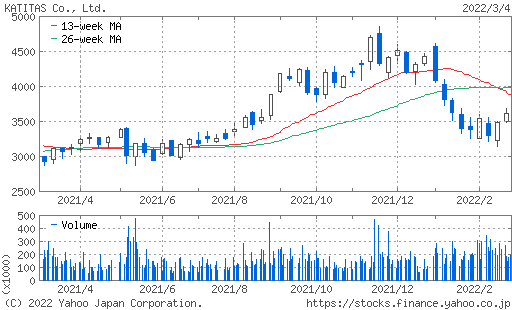 KATITAS Co., Ltd. 2022/3/4
5000
4500
4000
3500
3000
2500
13-week MA
26-week MA
2021/4 2021/6 2021/8 2021/10 2021/12 2022/2
500
400
300
200
100
0
(x1000)
Volume
2021/4 2021/6 2021/8 2021/10 2021/12 2022/2
(C) 2022 Yahoo Japan Corporation. https://stocks.finance.yahoo.co.jp/